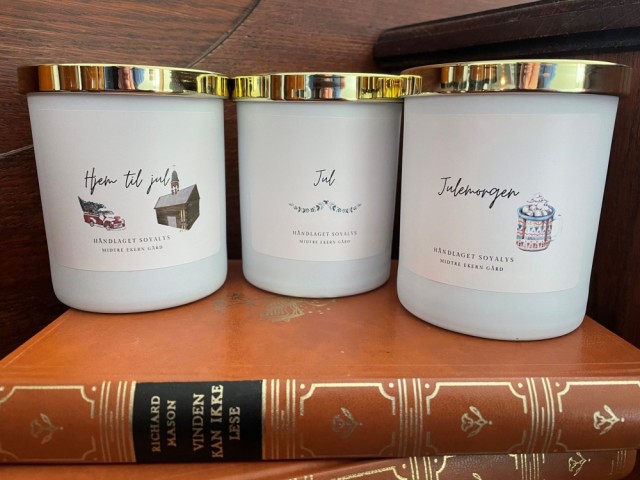 Hjem til jul
HÅNDLAGET SOYALYS
MIDTRE EKERN GÅRD
Jul
HÅNDLAGET SOYALYS
MIDTRE EKERN GÅRD
Julemorgen
HÅNDLAGET SOYALYS
MIDTRE EKERN GÅRD
RICHARD
MASON
VINDEN
KAN IKKE
LESE